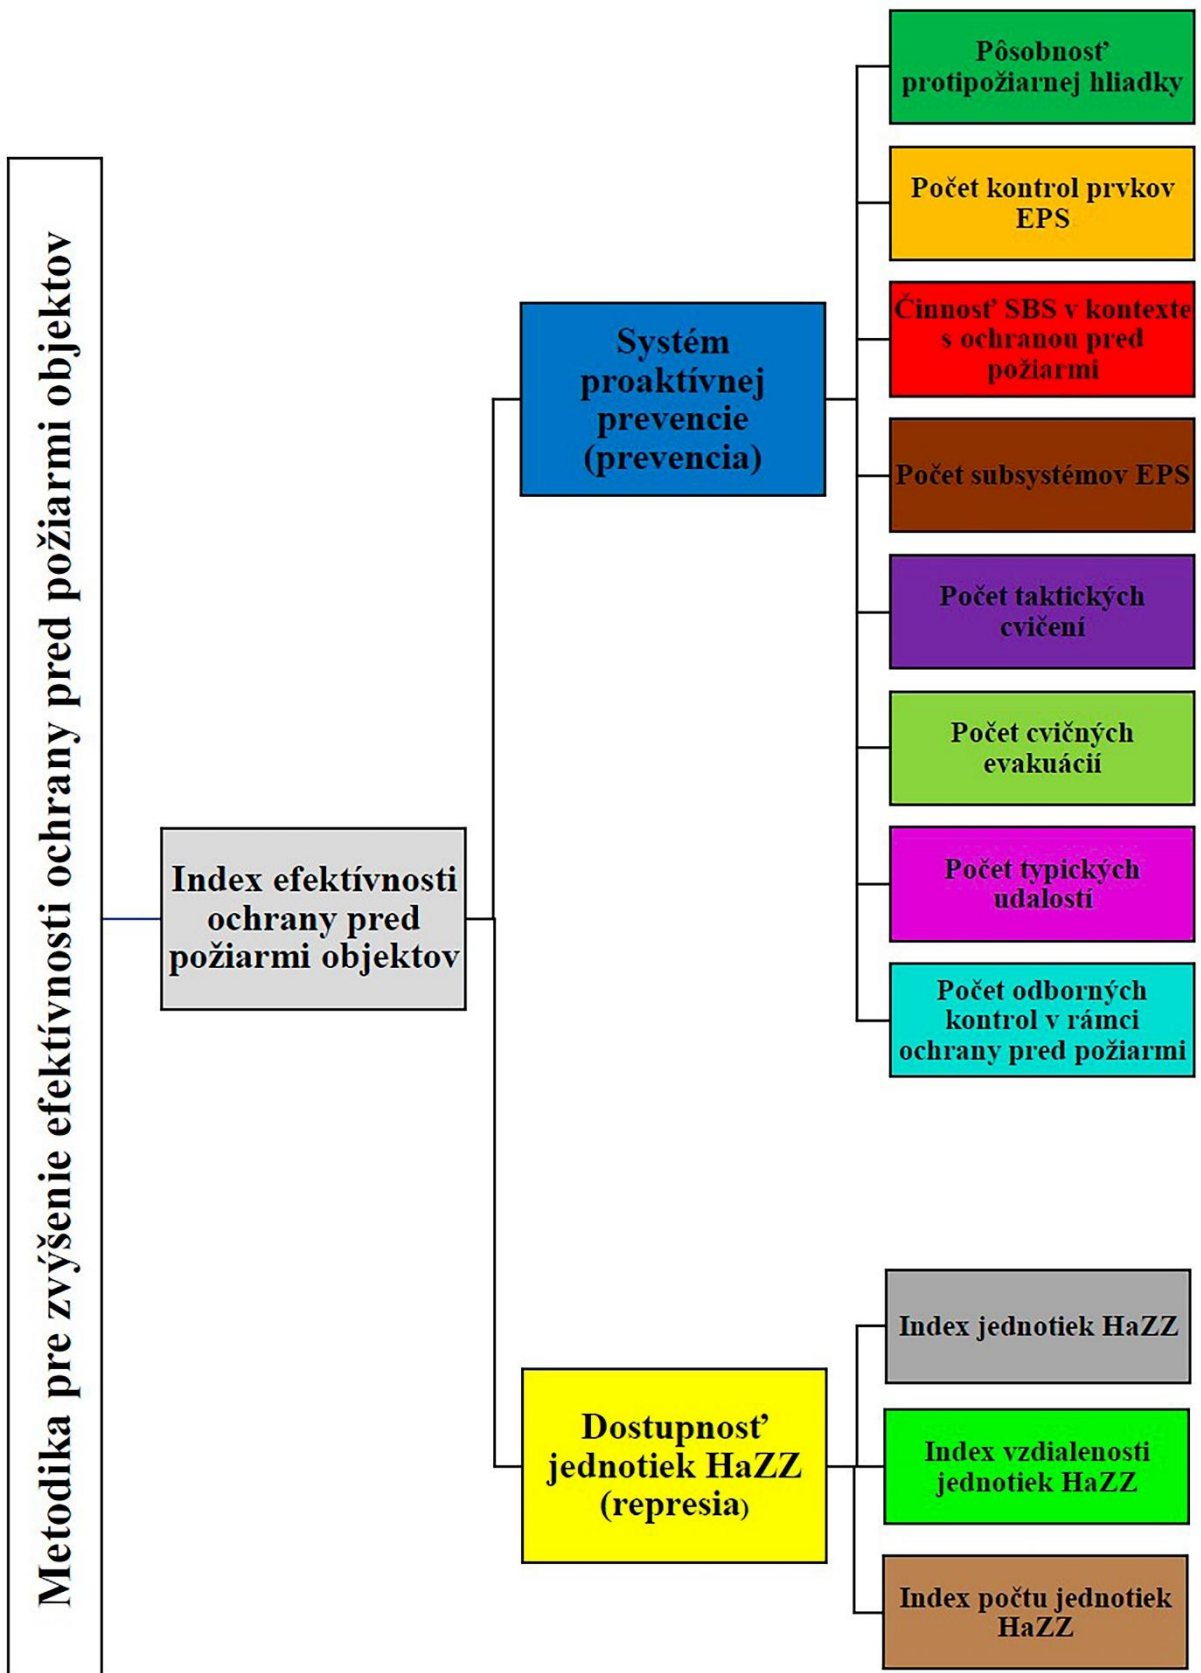 Metodika pre zvýšenie efektívnosti ochrany pred požiarmi objektov
Index efektívnosti
ochrany pred
požiarmi objektov
Systém
proaktívnej
prevencie
(prevencia)
Pôsobnosť
protipožiarnej hliadky
Počet kontrol prvkov
EPS
Činnosť SBS v kontexte
s ochranou pred
požiarmi
Počet subsystémov EPS
Počet taktických
cvičení
Počet cvičných
evakuácií
Počet typických
udalostí
Počet odborných
kontrol v rámci
ochrany pred požiarmi
Dostupnosť
jednotiek HaZZ
(represia)
Index jednotiek HaZZ
Index vzdialenosti
jednotiek HaZZ
Index počtu jednotiek
HaZZ